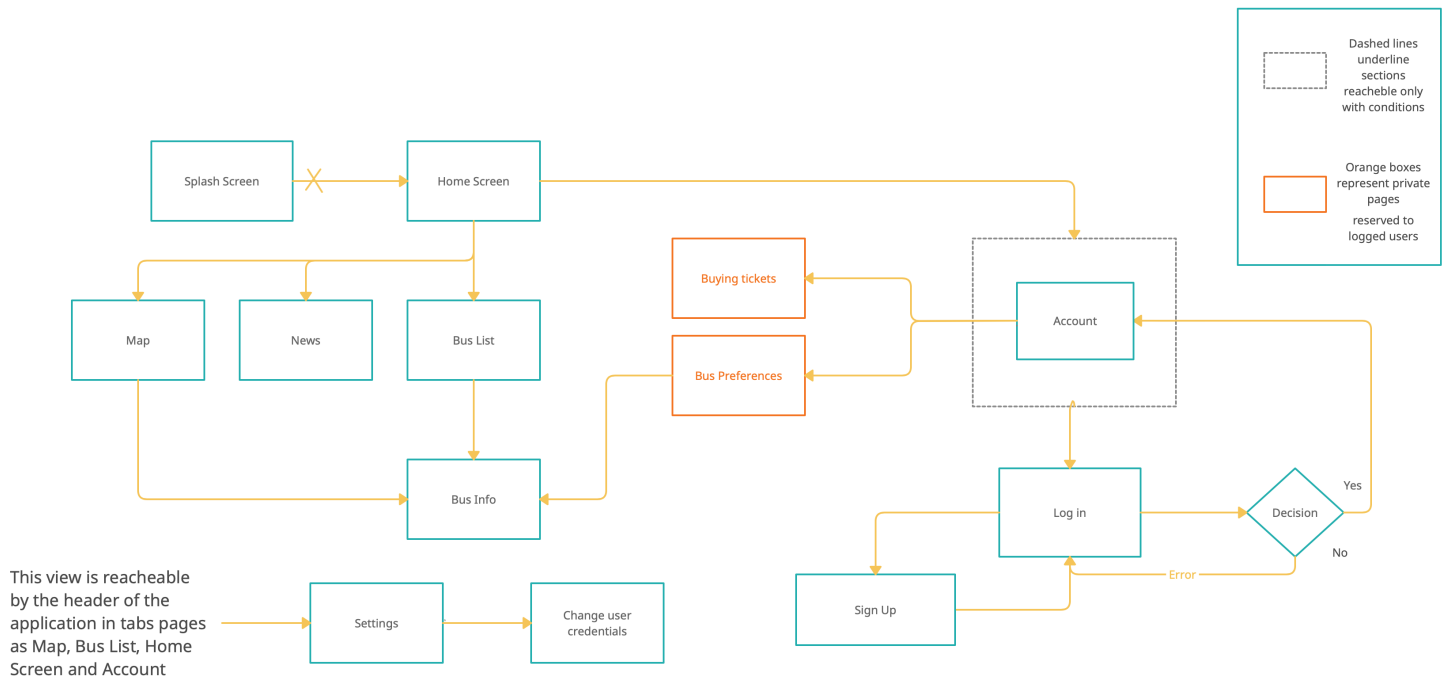 Dashed lines
underline
sections
reacheble only
with conditions
Splash Screen
Home Screen
Orange boxes
represent private
pages
reserved to
logged users
Buying tickets
Account
Map
News
Bus List
Bus Preferences
Bus Info
Log in
Decision
Yes
No
Error
Sign Up
This view is reacheable
by the header of the
application in tabs pages
as Map, Bus List, Home
Screen and Account
Settings
Change user
credentials